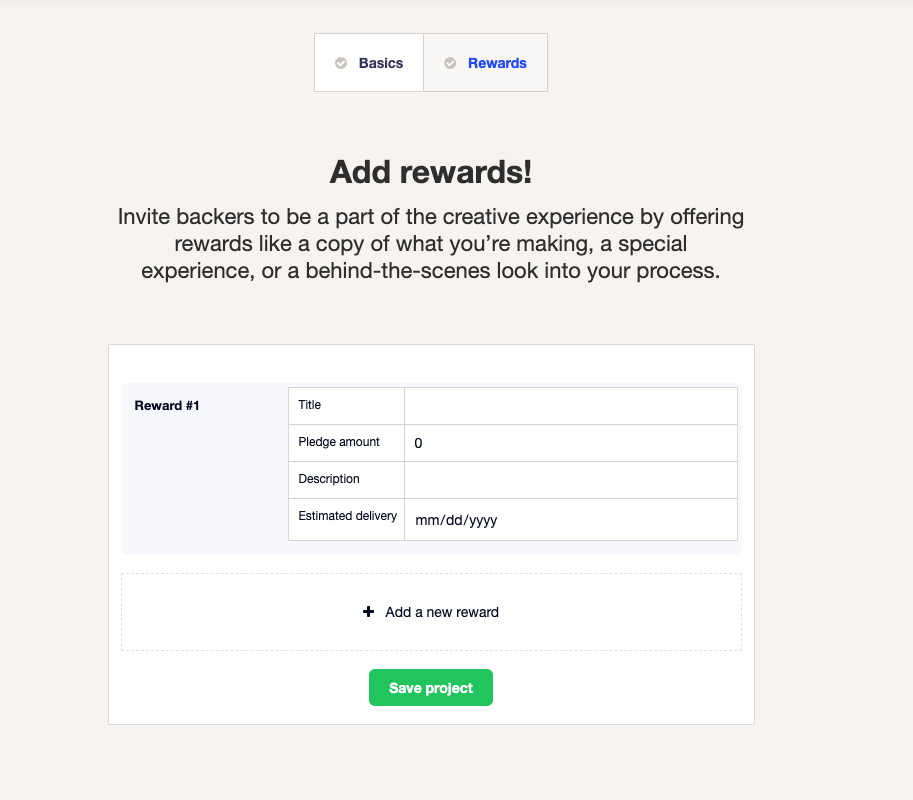 Basics
Rewards
Add rewards!
Invite backers to be a part of the creative experience by offering
rewards like a copy of what you’re making, a special
experience, or a behind-the-scenes look into your process.
Reward #1
Title
Pledge amount 0
Description
Estimated delivery mm/dd/yyyy
Add a new reward
Save project